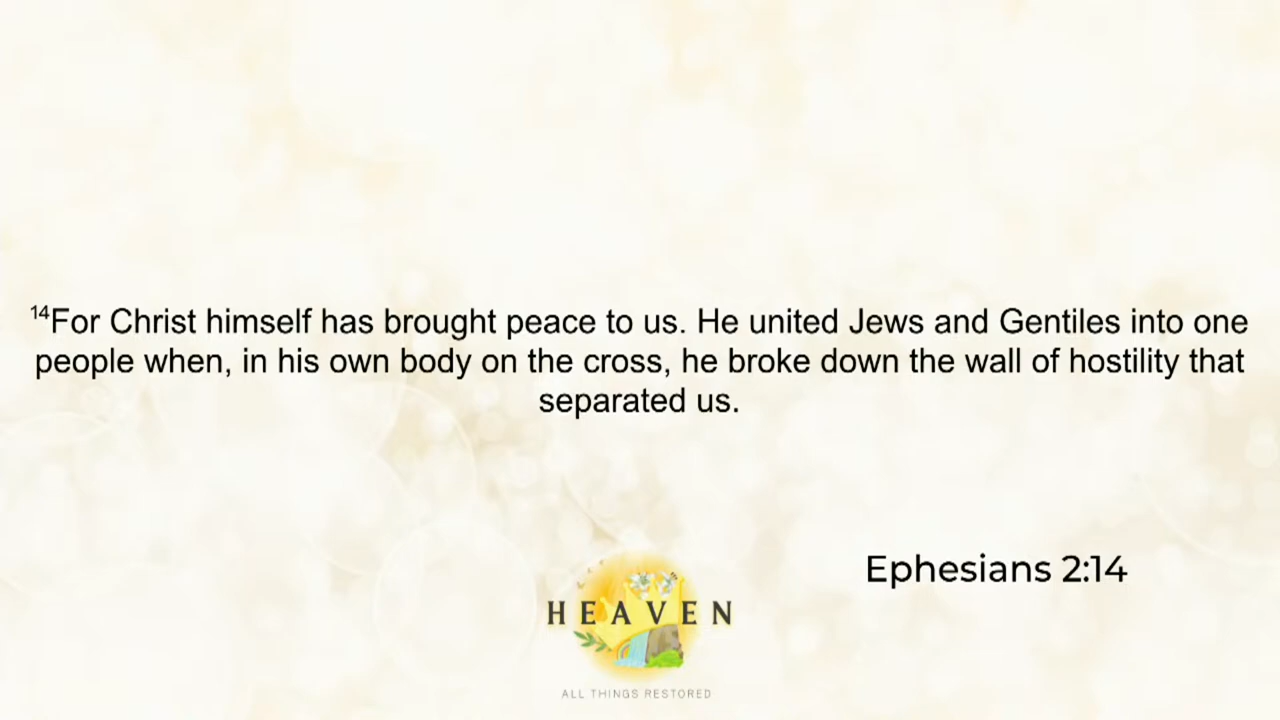 ¹⁴For Christ himself has brought peace to us. He united Jews and Gentiles into one
people when, in his own body on the cross, he broke down the wall of hostility that
separated us.
Ephesians 2:14
HEAVEN
ALL THINGS RESTORED